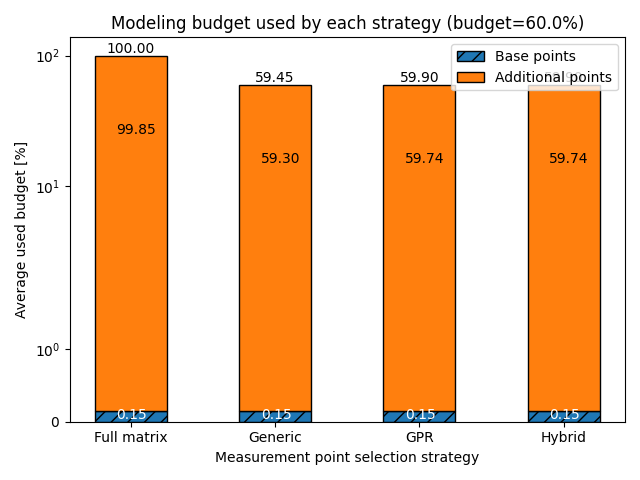 Modeling budget used by each strategy (budget=60.0%)
Base points
Additional points
100.00
59.45
59.90
99.85
59.30
59.74
59.74
0.15
0.15
0.15
0.15
10²
10¹
10⁰
0
Average used budget [%]
Full matrix
Generic
GPR
Hybrid
Measurement point selection strategy